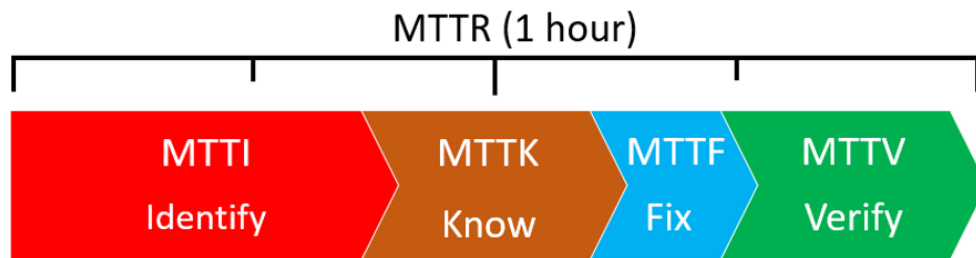 MTTR (1 hour)
MTTI
Identify
MTTK
Know
MTTF
Fix
MTTV
Verify